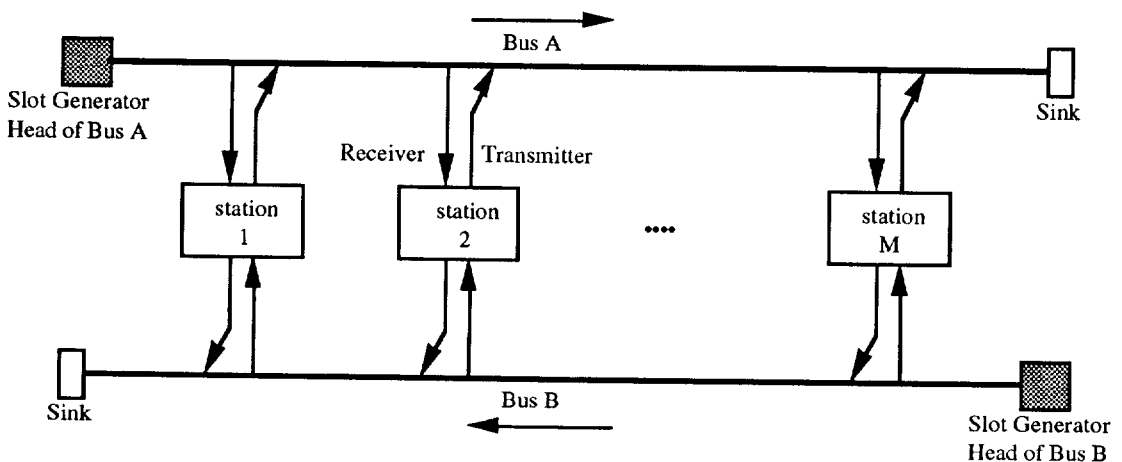 Bus A
Slot Generator
Head of Bus A
Sink
Receiver
Transmitter
station
1
station
2
....
station
M
Sink
Bus B
Slot Generator
Head of Bus B